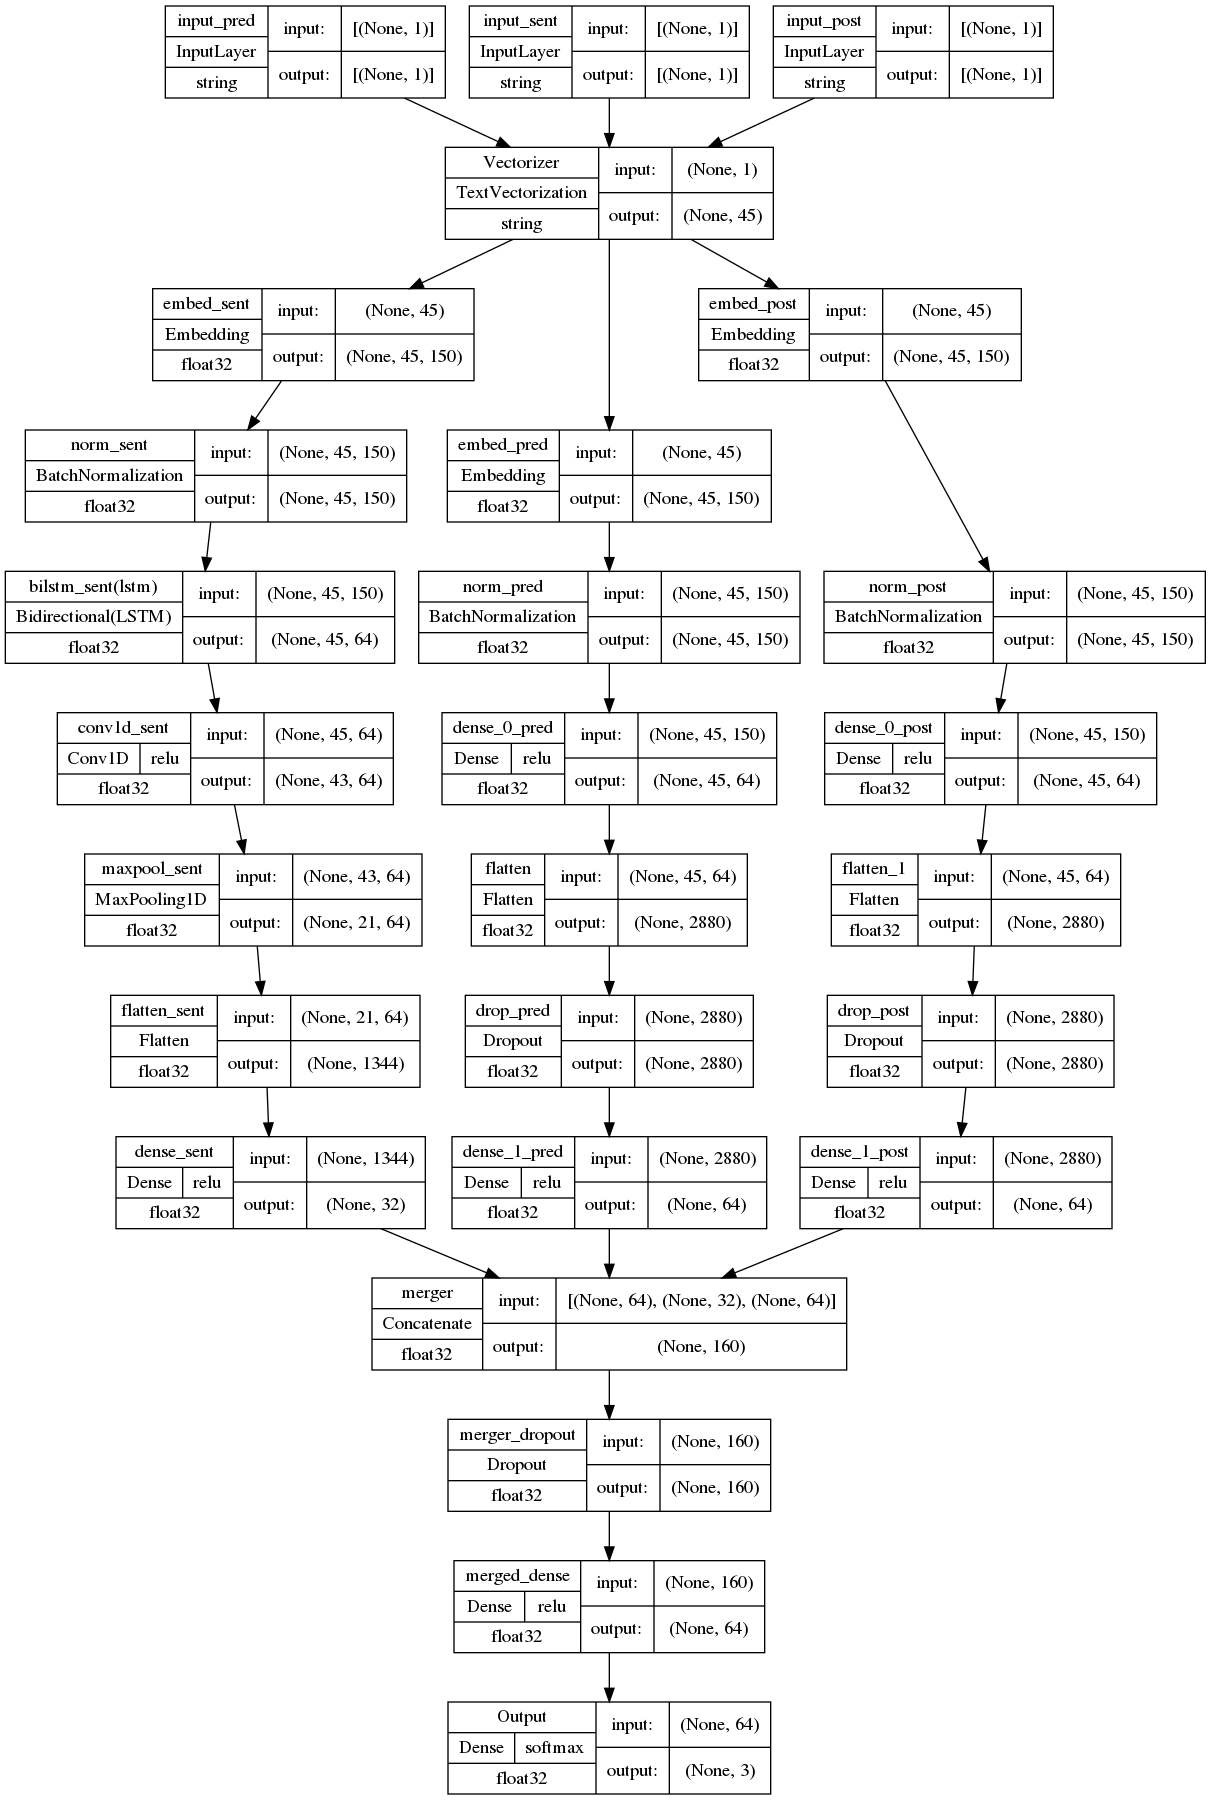 input_pred
InputLayer
string
input:
[(None, 1)]
output:
[(None, 1)]
input_sent
InputLayer
string
input:
[(None, 1)]
output:
[(None, 1)]
input_post
InputLayer
string
input:
[(None, 1)]
output:
[(None, 1)]
Vectorizer
TextVectorization
string
input:
(None, 1)
output:
(None, 45)
embed_sent
Embedding
float32
input:
(None, 45)
output:
(None, 45, 150)
embed_post
Embedding
float32
input:
(None, 45)
output:
(None, 45, 150)
norm_sent
BatchNormalization
float32
input:
(None, 45, 150)
output:
(None, 45, 150)
embed_pred
Embedding
float32
input:
(None, 45)
output:
(None, 45, 150)
bilstm_sent(lstm)
Bidirectional(LSTM)
float32
input:
(None, 45, 150)
output:
(None, 45, 64)
norm_pred
BatchNormalization
float32
input:
(None, 45, 150)
output:
(None, 45, 150)
norm_post
BatchNormalization
float32
input:
(None, 45, 150)
output:
(None, 45, 150)
conv1d_sent
Conv1D
relu
float32
input:
(None, 45, 64)
output:
(None, 43, 64)
dense_0_pred
Dense
relu
float32
input:
(None, 45, 150)
output:
(None, 45, 64)
dense_0_post
Dense
relu
float32
input:
(None, 45, 150)
output:
(None, 45, 64)
maxpool_sent
MaxPooling1D
float32
input:
(None, 43, 64)
output:
(None, 21, 64)
flatten
Flatten
float32
input:
(None, 45, 64)
output:
(None, 2880)
flatten_1
Flatten
float32
input:
(None, 45, 64)
output:
(None, 2880)
flatten_sent
Flatten
float32
input:
(None, 21, 64)
output:
(None, 1344)
drop_pred
Dropout
float32
input:
(None, 2880)
output:
(None, 2880)
drop_post
Dropout
float32
input:
(None, 2880)
output:
(None, 2880)
dense_sent
Dense
relu
float32
input:
(None, 1344)
output:
(None, 32)
dense_1_pred
Dense
relu
float32
input:
(None, 2880)
output:
(None, 64)
dense_1_post
Dense
relu
float32
input:
(None, 2880)
output:
(None, 64)
merger
Concatenate
float32
input:
[(None, 64), (None, 32), (None, 64)]
output:
(None, 160)
merger_dropout
Dropout
float32
input:
(None, 160)
output:
(None, 160)
merged_dense
Dense
relu
float32
input:
(None, 160)
output:
(None, 64)
Output
Dense
softmax
float32
input:
(None, 64)
output:
(None, 3)